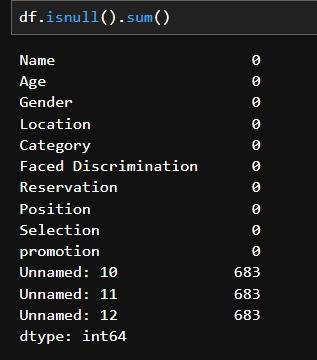 df.isnull().sum()
Name 0
Age 0
Gender 0
Location 0
Category 0
Faced Discrimination 0
Reservation 0
Position 0
Selection 0
promotion 0
Unnamed: 10 683
Unnamed: 11 683
Unnamed: 12 683
dtype: int64